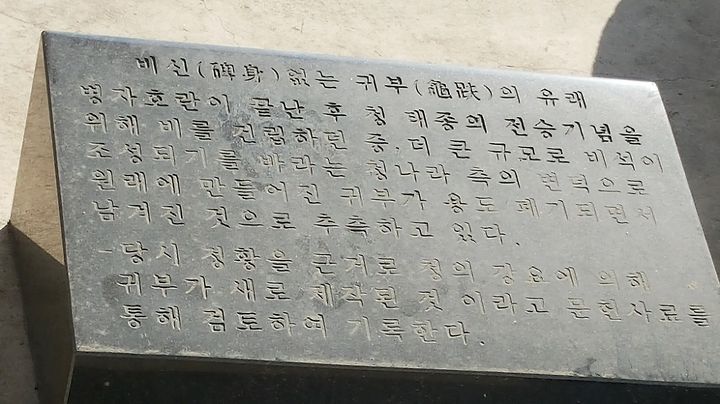 비신(碑身)없는 귀부(龜趺)의 유래
병자호란이 끝난 후 청 태종의 전승기념을
위해 비를 건립하던 중, 더 큰 규모로 비석이
조성되기를 바라는 청나라 측의 변덕으로
원래에 만들어진 귀부가 용도 폐기되면서
남겨진 것으로 추측하고 있다.
당시 정황을 근거로 청의 강요에 의해
귀부가 새로 제작된 것 이라고 문헌사료를
통해 검토하여 기록한다.